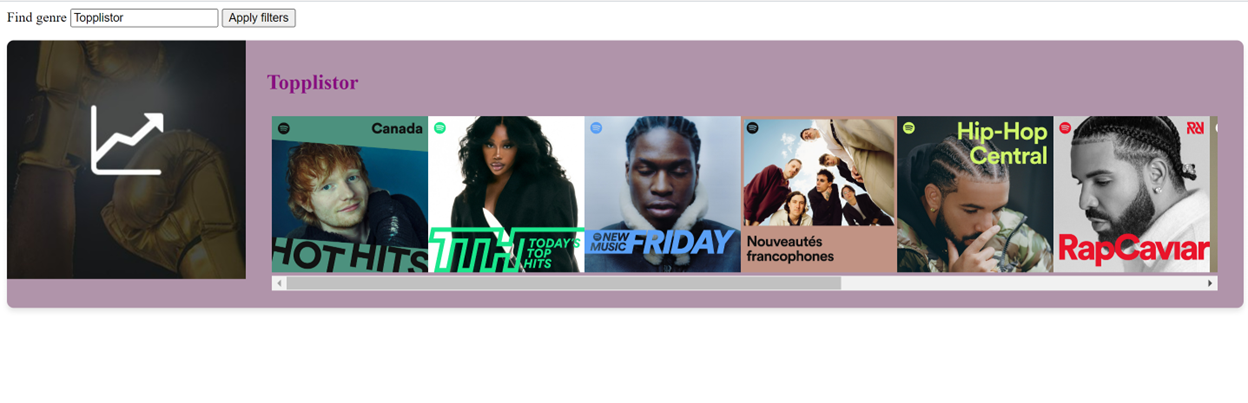 Find genre Topplistor Apply filters
Topplistor
Canada
HOT HITS
TTH TODAY'S
TOP
HITS
NEW
MUSIC FRIDAY
Nouveautés
francophones
Hip-Hop
Central
RapCaviar